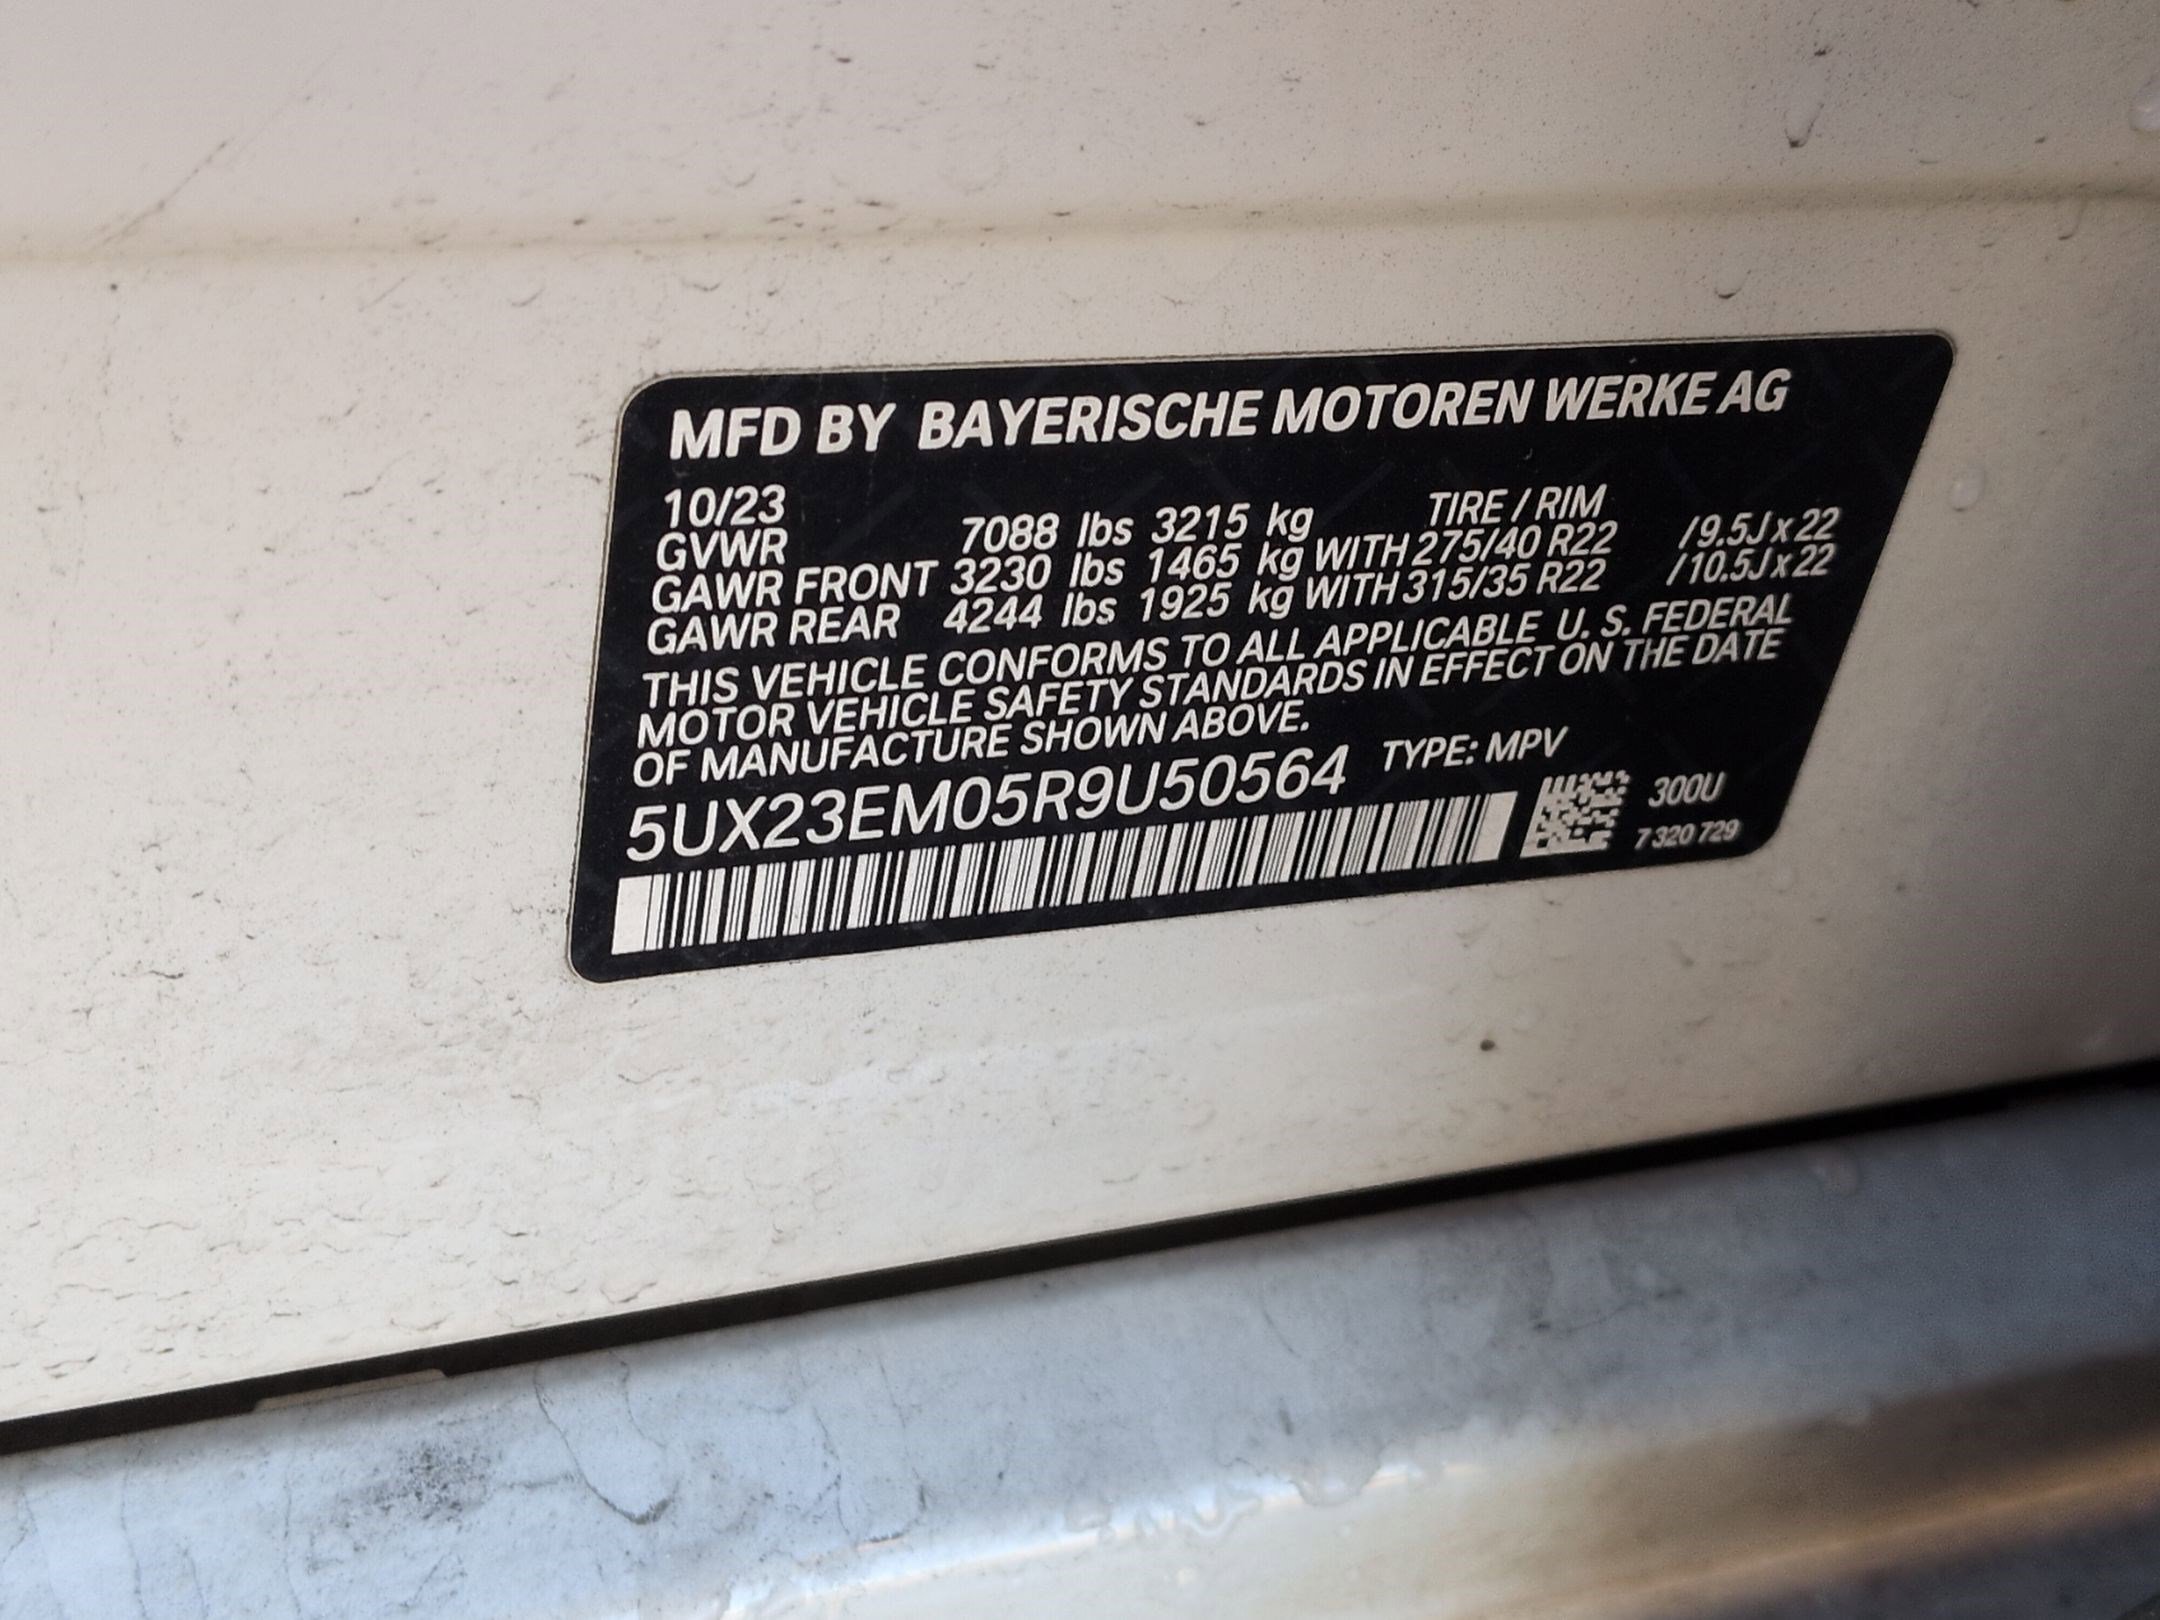 MFD BY BAYERISCHE MOTOREN WERKE AG
10/23 TIRE / RIM
GVWR 7088 lbs 3215 kg
GAWR FRONT 3230 lbs 1465 kg WITH 275/40 R22 /9.5J x 22
GAWR REAR 4244 lbs 1925 kg WITH 315/35 R22 /10.5J x 22
THIS VEHICLE CONFORMS TO ALL APPLICABLE U. S. FEDERAL
MOTOR VEHICLE SAFETY STANDARDS IN EFFECT ON THE DATE
OF MANUFACTURE SHOWN ABOVE.
5UX23EM05R9U50564 TYPE: MPV
300U
7 320 729